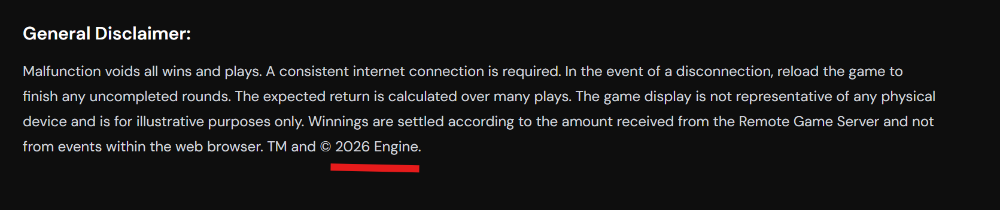 General Disclaimer:
Malfunction voids all wins and plays. A consistent internet connection is required. In the event of a disconnection, reload the game to
finish any uncompleted rounds. The expected return is calculated over many plays. The game display is not representative of any physical
device and is for illustrative purposes only. Winnings are settled according to the amount received from the Remote Game Server and not
from events within the web browser. TM and © 2026 Engine.